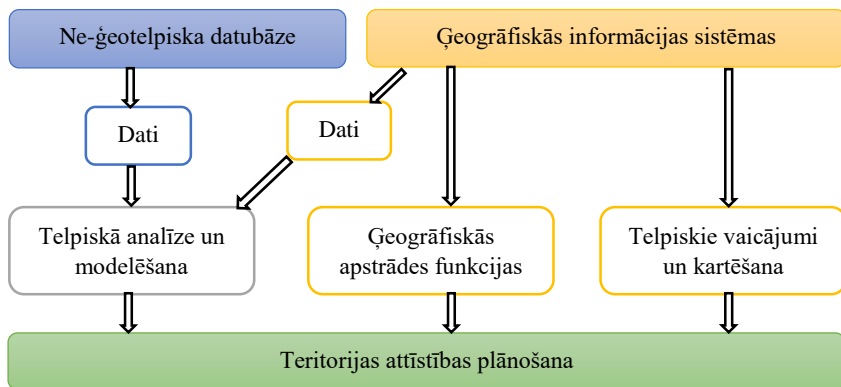 Ne-ģeotelpiska datubāze
Ģeogrāfiskās informācijas sistēmas
Dati
Dati
Telpiskā analīze un
modelēšana
Ģeogrāfiskās
apstrādes funkcijas
Telpiskie vaicājumi
un kartēšana
Teritorijas attīstības plānošana